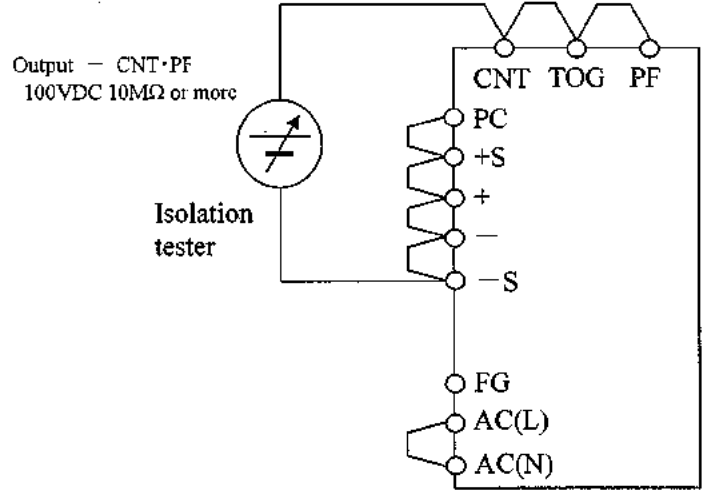 Output － CNT･PF
100VDC 10MΩ or more
CNT TOG PF
PC
+S
+
－
－S
Isolation
tester
FG
AC(L)
AC(N)